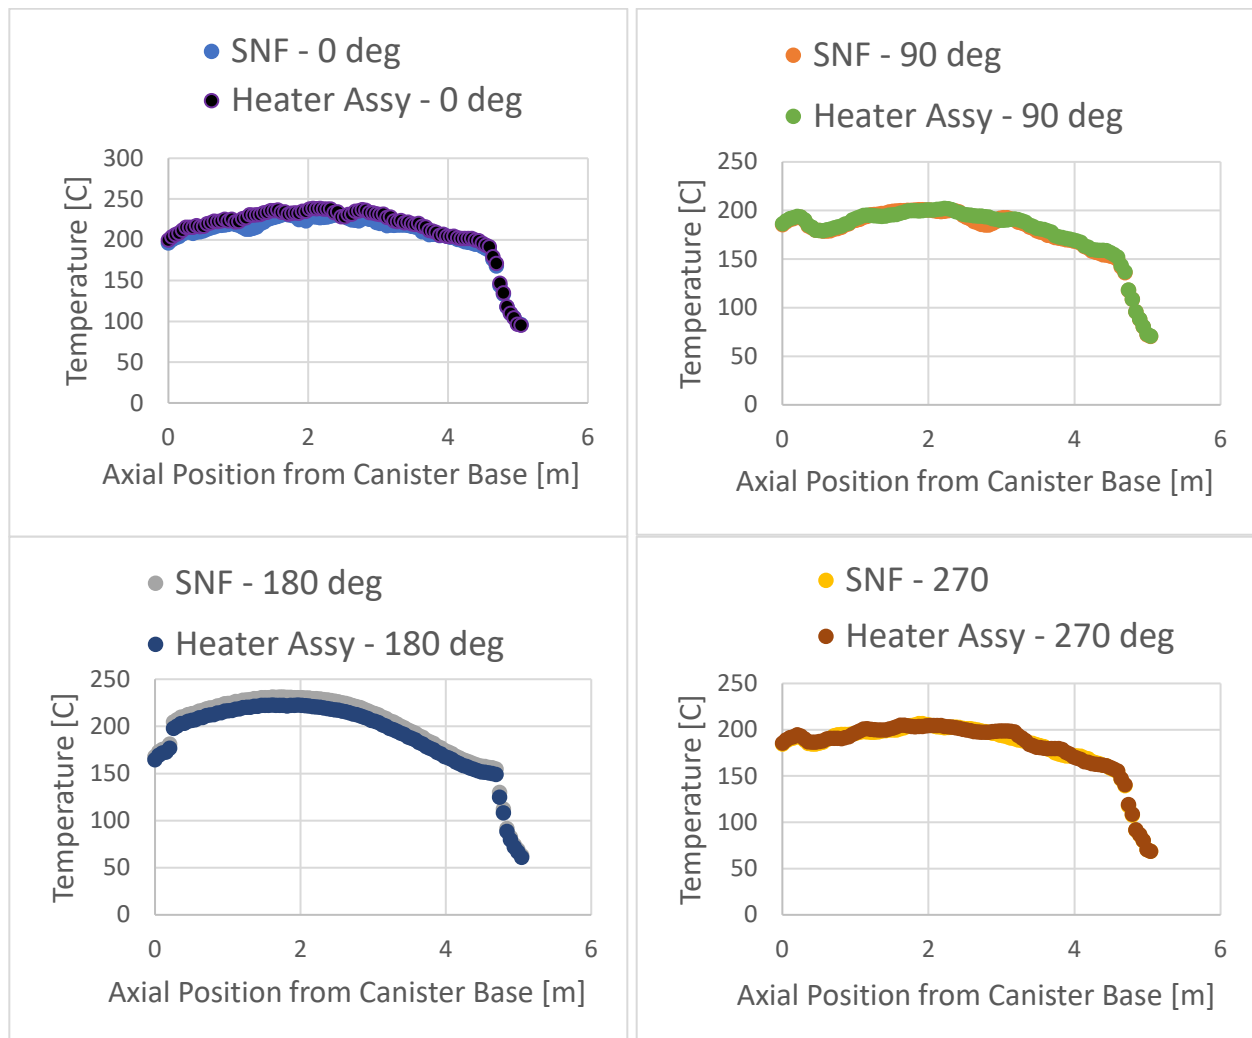 SNF - 0 deg
Heater Assy - 0 deg
300
250
200
150
100
50
0
0 2 4 6
Temperature [C]
Axial Position from Canister Base [m]
SNF - 90 deg
Heater Assy - 90 deg
250
200
150
100
50
0
0 2 4 6
Temperature [C]
Axial Position from Canister Base [m]
SNF - 180 deg
Heater Assy - 180 deg
250
200
150
100
50
0
0 2 4 6
Temperature [C]
Axial Position from Canister Base [m]
SNF - 270
Heater Assy - 270 deg
250
200
150
100
50
0
0 2 4 6
Temperature [C]
Axial Position from Canister Base [m]